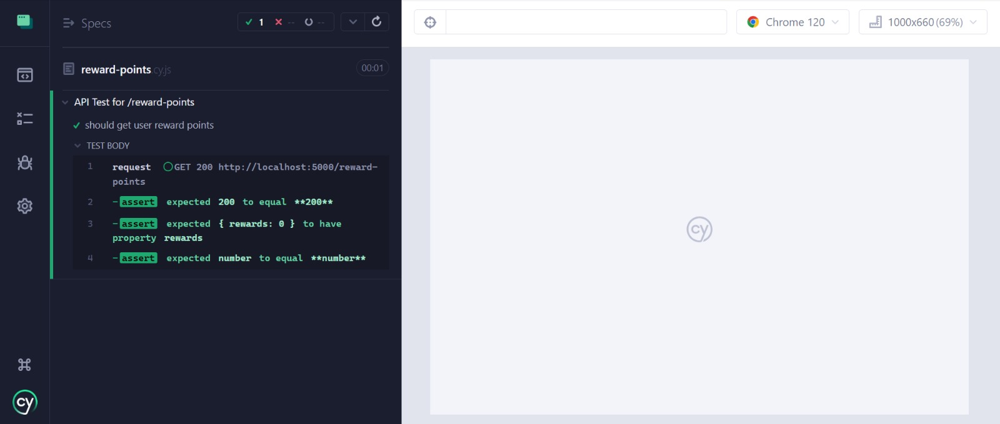 Specs
1 -- --
reward-points.cy.js
00:01
API Test for /reward-points
should get user reward points
TEST BODY
1 request GET 200 http://localhost:5000/reward-
points
2 -assert expected 200 to equal **200**
3 -assert expected { rewards: 0 } to have
property rewards
4 -assert expected number to equal **number**
cy
Chrome 120
1000x660 (69%)
cy